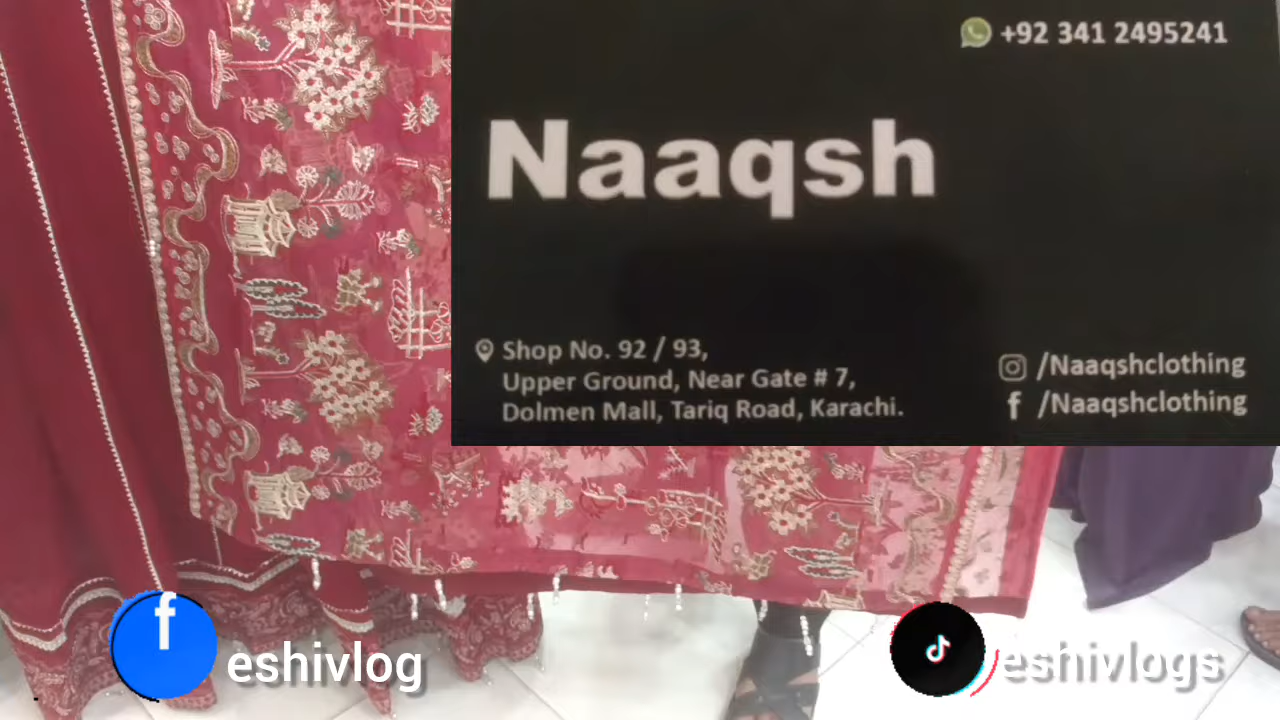 +92 341 2495241
Naaqsh
Shop No. 92 / 93,
Upper Ground, Near Gate # 7,
Dolmen Mall, Tariq Road, Karachi.
/Naaqshclothing
/Naaqshclothing
eshivlog
eshivlogs